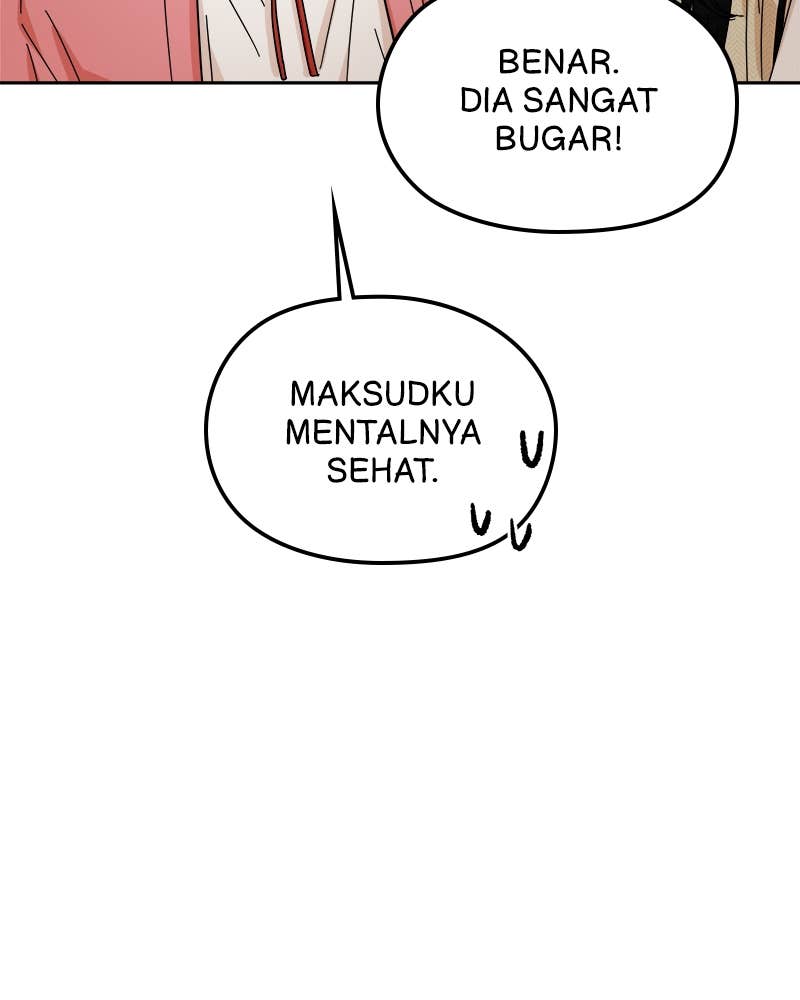 BENAR.
DIA SANGAT
BUGAR!
MAKSUDKU
MENTALNYA
SEHAT.